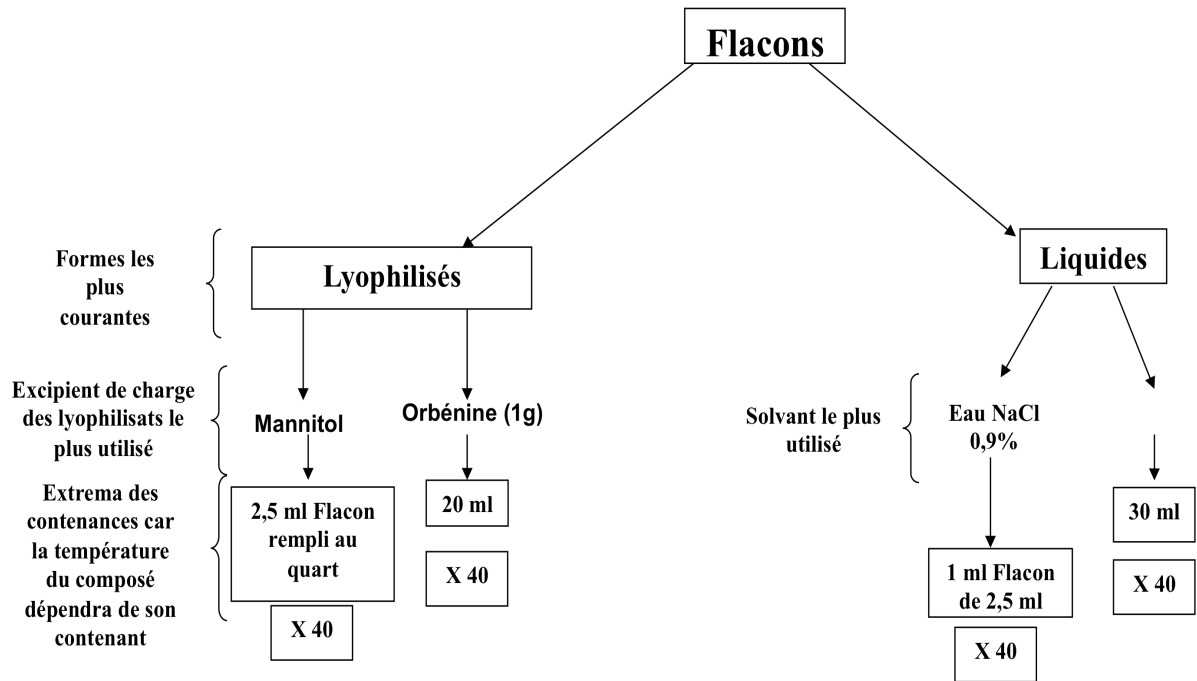 Flacons
Formes les
plus
courantes
Lyophilisés
Liquides
Excipient de charge
des lyophilisats le
plus utilisé
Mannitol
Orbénine (1g)
Solvant le plus
utilisé
Eau NaCl
0,9%
Extrema des
contenances car
la température
du composé
dépendra de son
contenant
2,5 ml Flacon
rempli au
quart
X 40
20 ml
X 40
1 ml Flacon
de 2,5 ml
X 40
30 ml
X 40